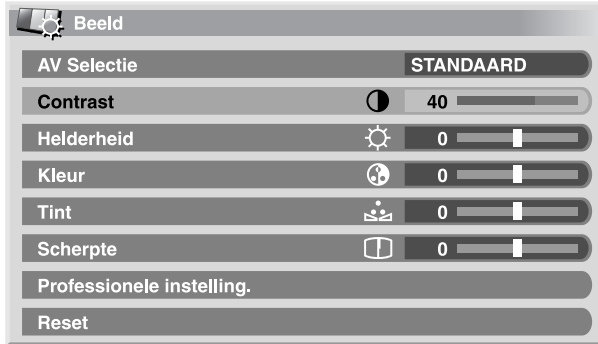 Beeld
AV Selectie STANDAARD
Contrast 40
Helderheid 0
Kleur 0
Tint 0
Scherpte 0
Professionele instelling.
Reset